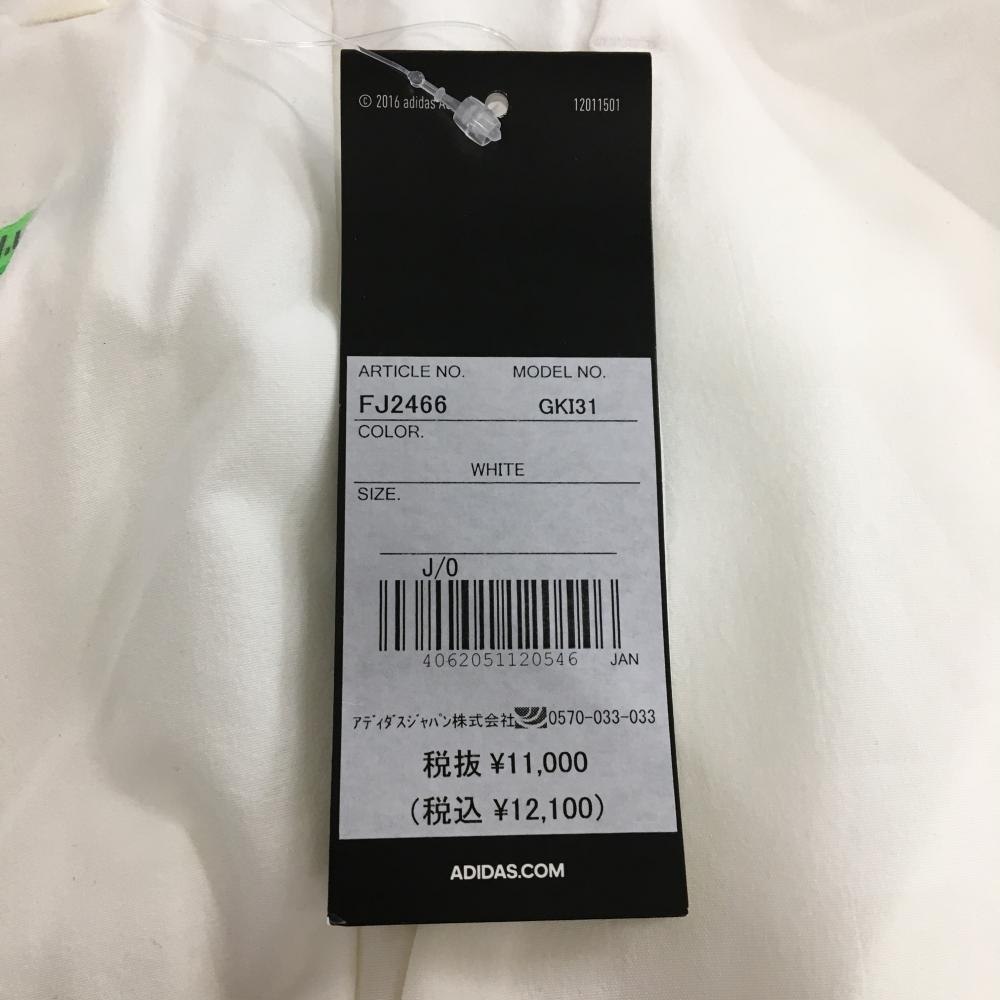 © 2016 adidas
12011501
ARTICLE NO. MODEL NO.
FJ2466 GKI31
COLOR.
WHITE
SIZE.
J/O
4062051120546 JAN
アディダスジャパン株式会社 0570-033-033
税抜 ¥11,000
(税込 ¥12,100)
ADIDAS.COM